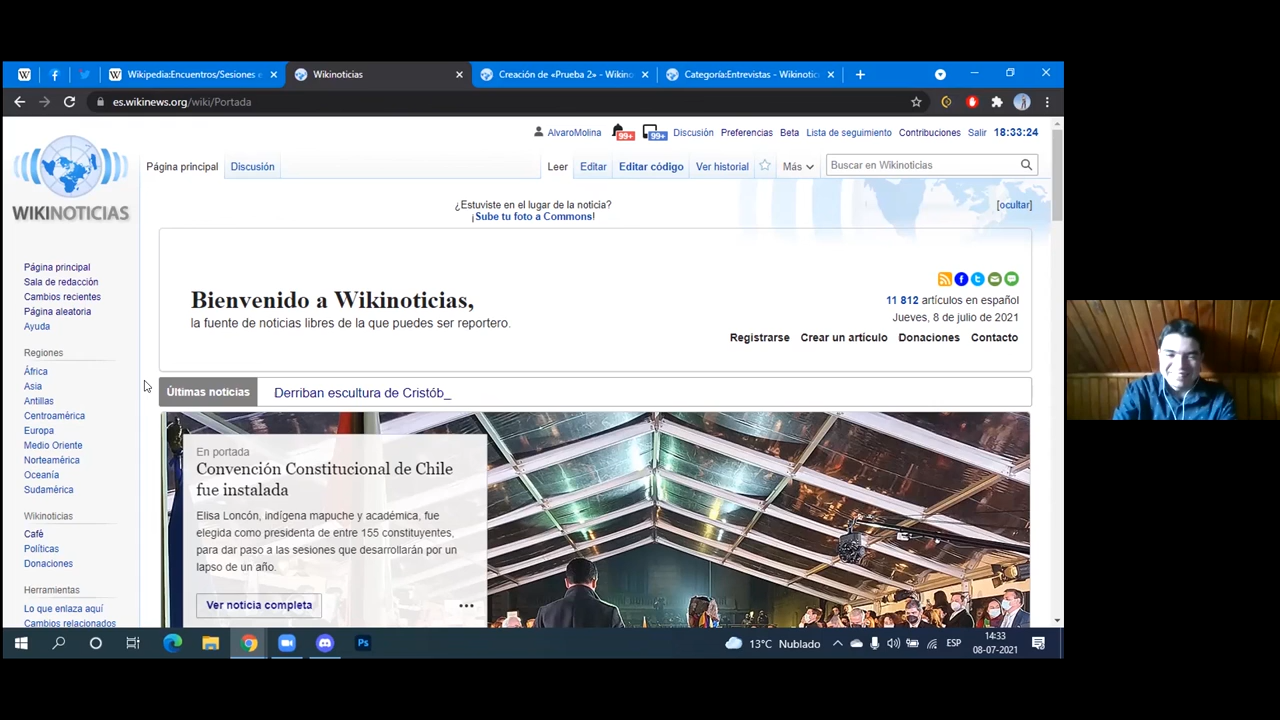 Wikipedia:Encuentros/Sesiones e
Wikinoticias
Creación de «Prueba 2» - Wikino
Categoría:Entrevistas - Wikinotic
es.wikinews.org/wiki/Portada
AlvaroMolina 99+ 99+ Discusión Preferencias Beta Lista de seguimiento Contribuciones Salir 18:33:24
Página principal Discusión Leer Editar Editar código Ver historial Más Buscar en Wikinoticias
WIKINOTICIAS
¿Estuviste en el lugar de la noticia?
¡Sube tu foto a Commons!
[ocultar]
Página principal
Sala de redacción
Cambios recientes
Página aleatoria
Ayuda
Regiones
África
Asia
Antillas
Centroamérica
Europa
Medio Oriente
Norteamérica
Oceanía
Sudamérica
Wikinoticias
Café
Políticas
Donaciones
Herramientas
Lo que enlaza aquí
Cambios relacionados
Bienvenido a Wikinoticias,
la fuente de noticias libres de la que puedes ser reportero.
11 812 artículos en español
Jueves, 8 de julio de 2021
Registrarse Crear un artículo Donaciones Contacto
Últimas noticias Derriban escultura de Cristób_
En portada
Convención Constitucional de Chile
fue instalada
Elisa Loncón, indígena mapuche y académica, fue
elegida como presidenta de entre 155 constituyentes,
para dar paso a las sesiones que desarrollarán por un
lapso de un año.
Ver noticia completa
13°C Nublado
ESP
14:33
08-07-2021